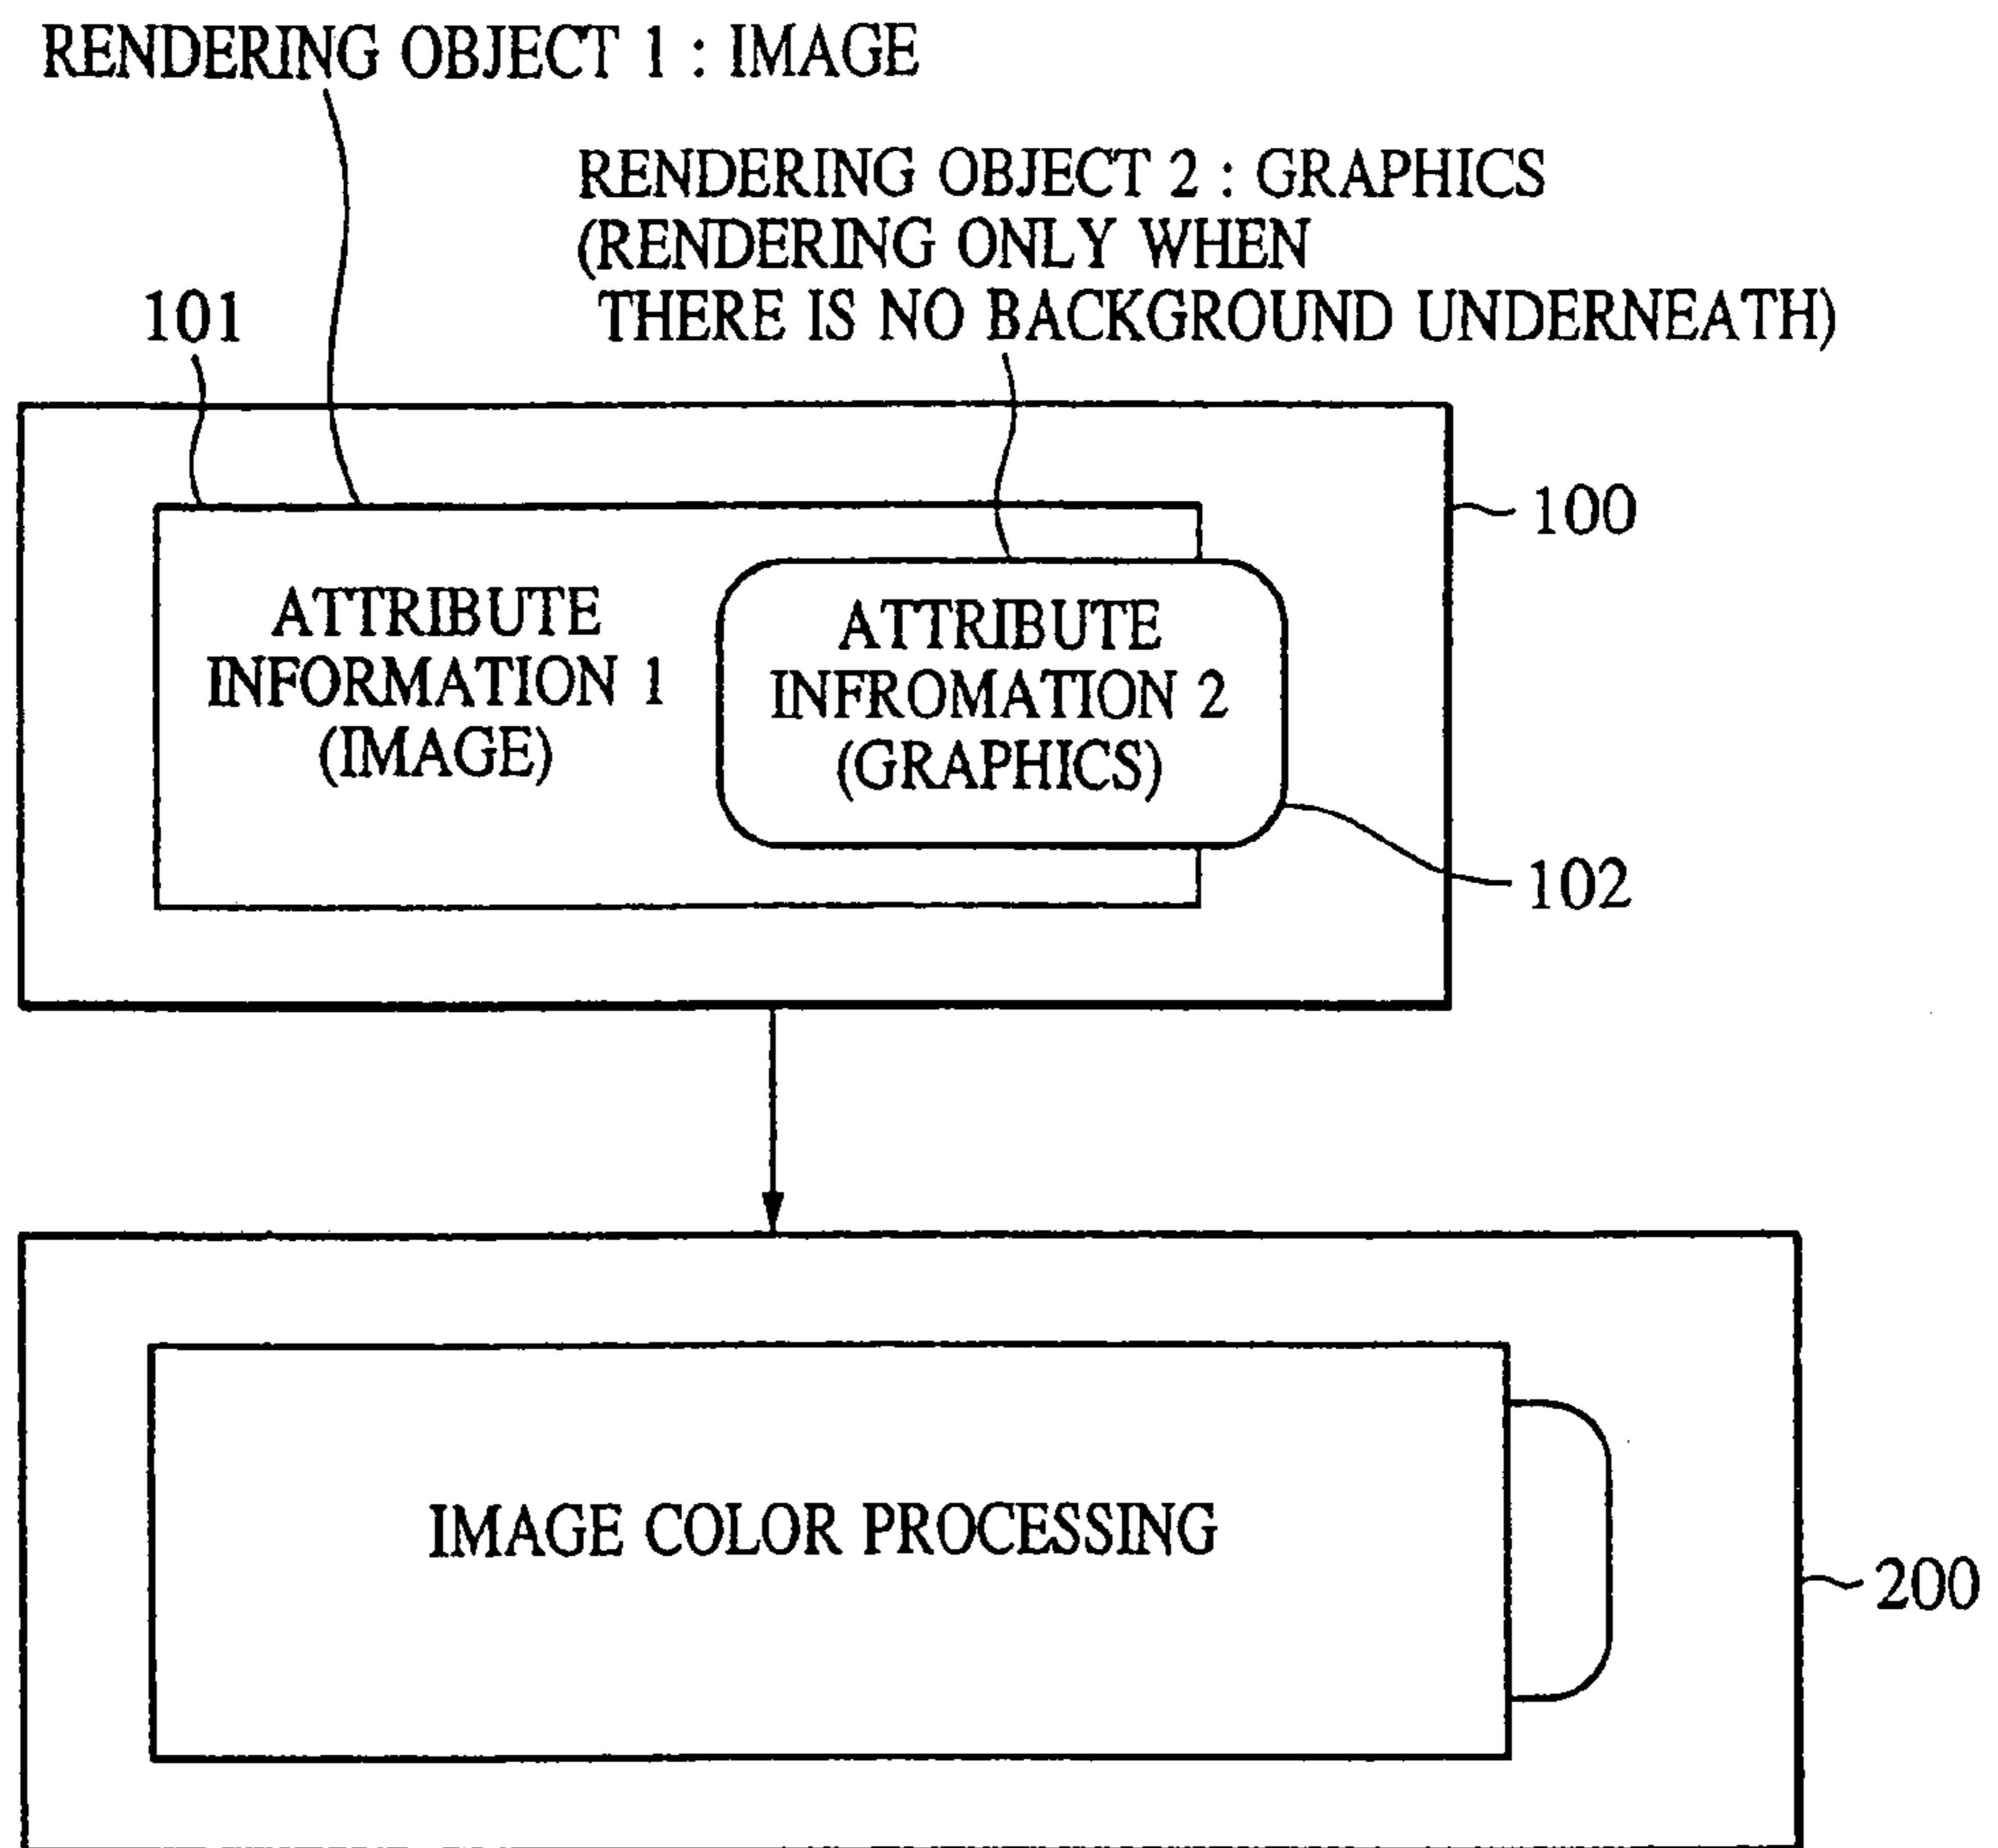 RENDERING OBJECT 1 : IMAGE
RENDERING OBJECT 2 : GRAPHICS
(RENDERING ONLY WHEN
THERE IS NO BACKGROUND UNDERNEATH)
101
100
ATTRIBUTE
INFORMATION 1
(IMAGE)
ATTRIBUTE
INFROMATION 2
(GRAPHICS)
102
IMAGE COLOR PROCESSING
200